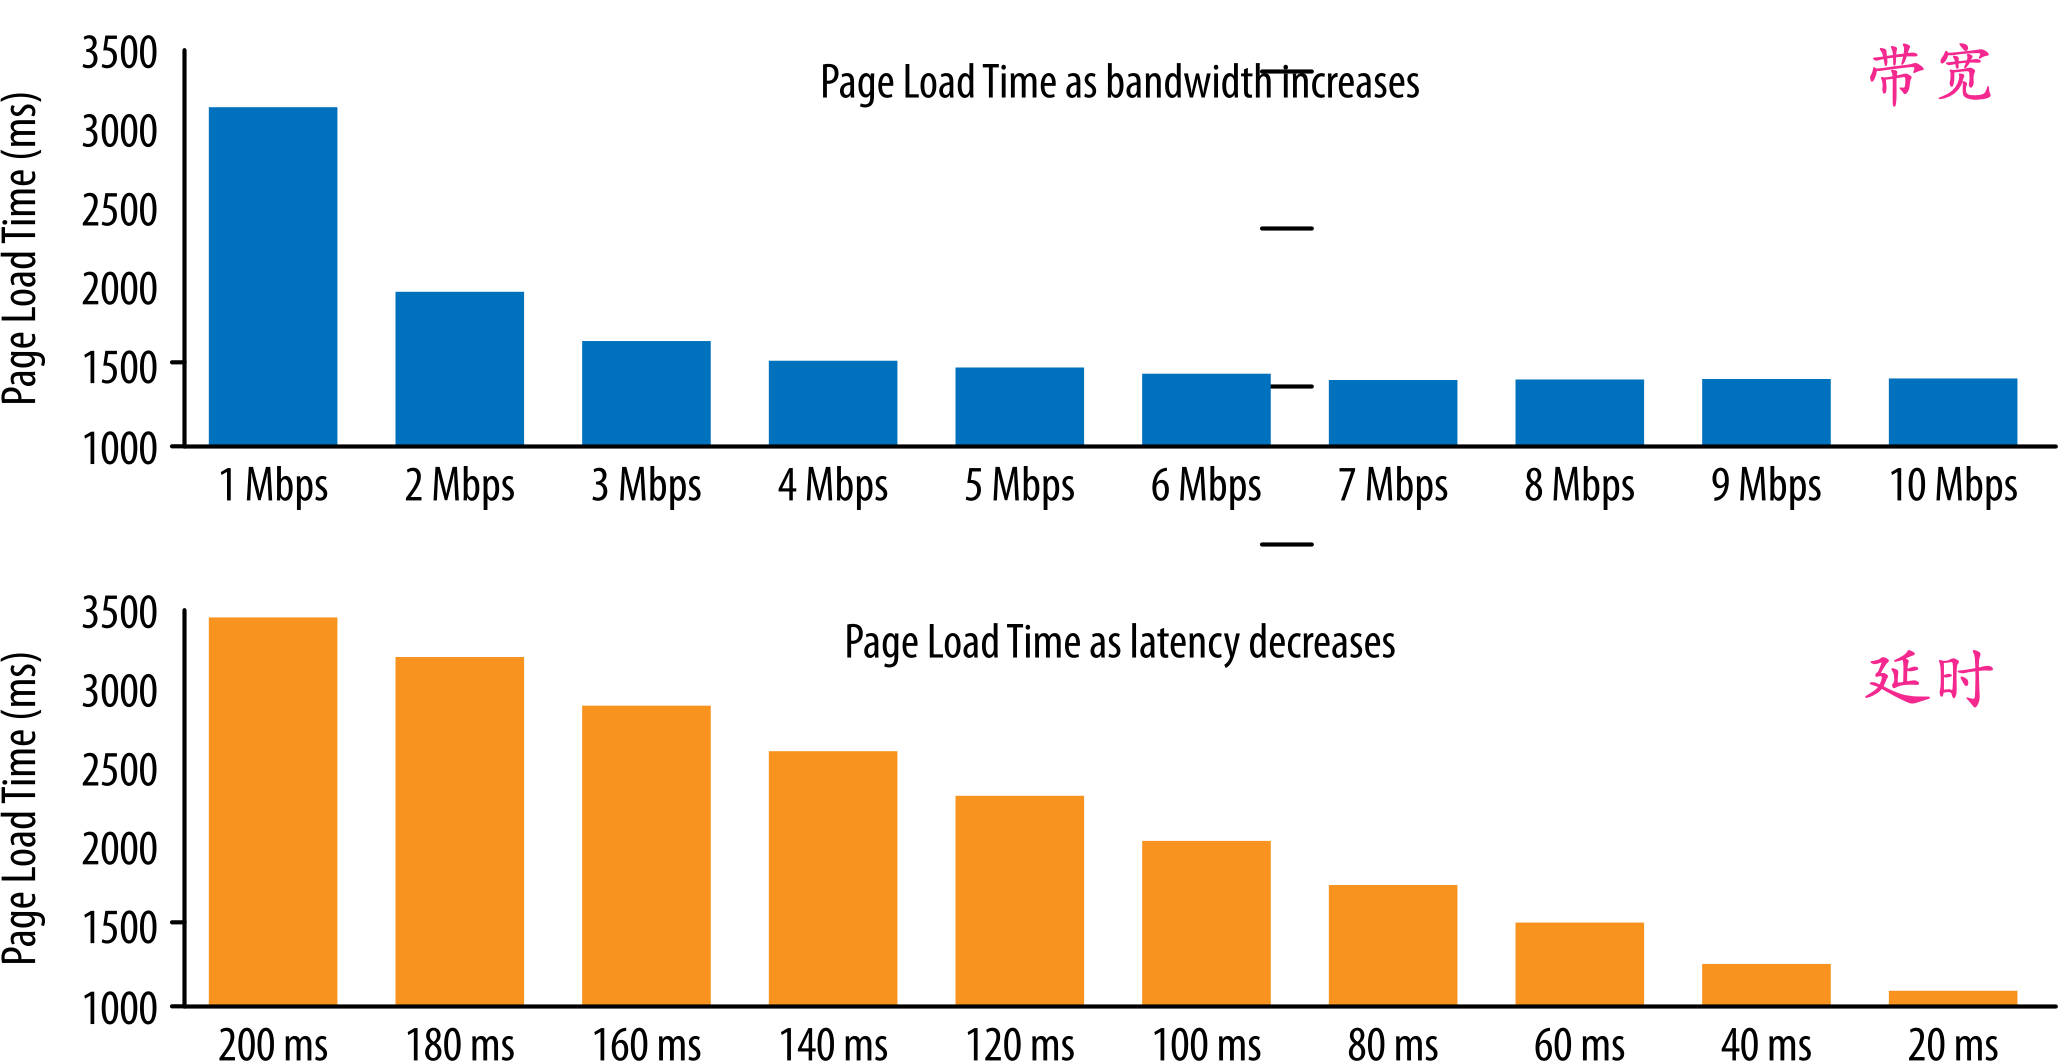 Page Load Time as bandwidth increases
带宽
Page Load Time (ms)
3500
3000
2500
2000
1500
1000
1 Mbps 2 Mbps 3 Mbps 4 Mbps 5 Mbps 6 Mbps 7 Mbps 8 Mbps 9 Mbps 10 Mbps
Page Load Time as latency decreases
延时
Page Load Time (ms)
3500
3000
2500
2000
1500
1000
200 ms 180 ms 160 ms 140 ms 120 ms 100 ms 80 ms 60 ms 40 ms 20 ms